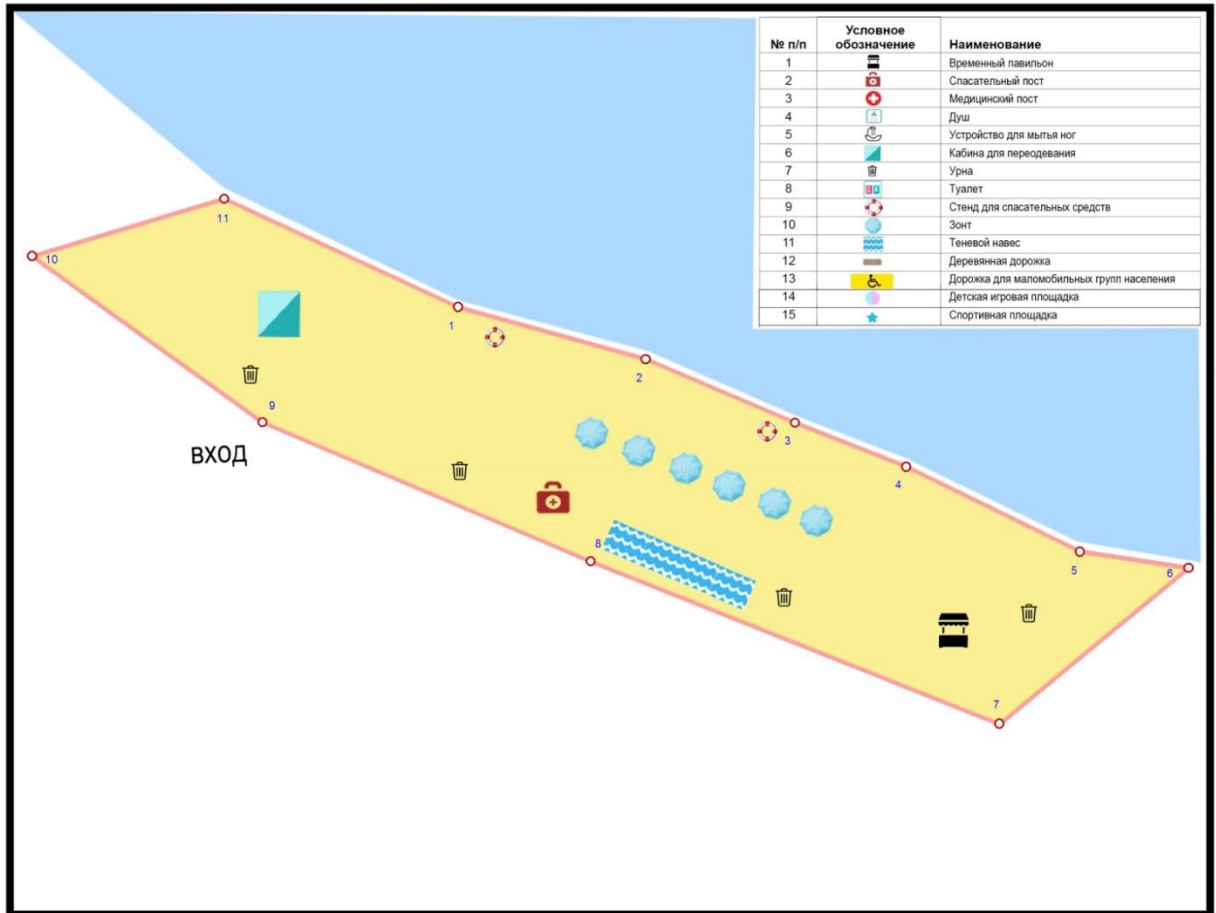 № п/п Условное обозначение Наименование
1 Временный павильон
2 Спасательный пост
3 Медицинский пост
4 Душ
5 Устройство для мытья ног
6 Кабина для переодевания
7 Урна
8 Туалет
9 Стенд для спасательных средств
10 Зонт
11 Теневой навес
12 Деревянная дорожка
13 Дорожка для маломобильных групп населения
14 Детская игровая площадка
15 Спортивная площадка
11
10
1
2
9
3
ВХОД
4
8
5
6
7